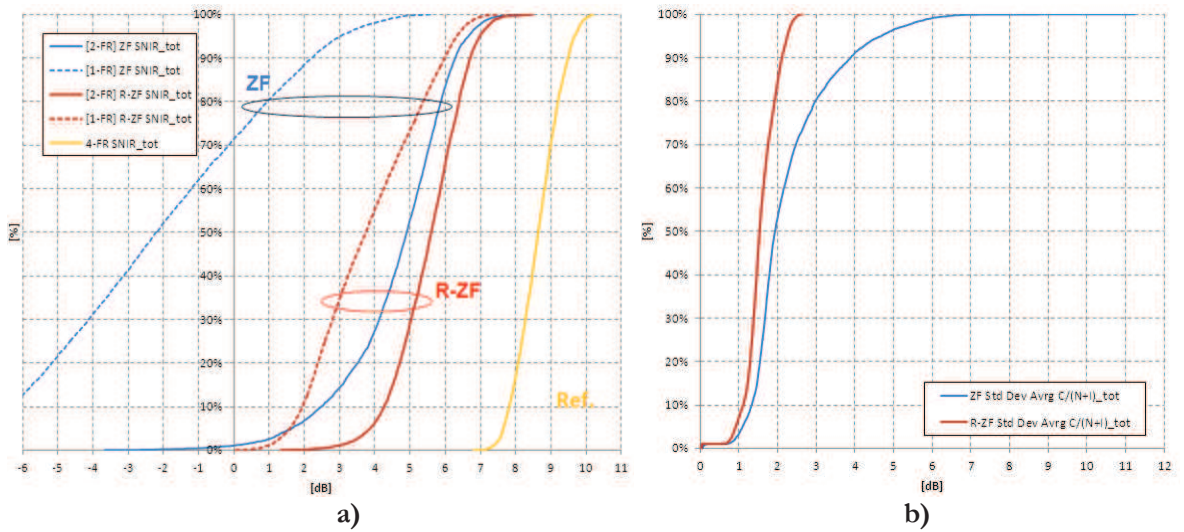 100%
90%
80%
70%
60%
50%
40%
30%
20%
10%
0%
[%]
-6 -5 -4 -3 -2 -1 0 1 2 3 4 5 6 7 8 9 10 11
[dB]
[2-FR] ZF SNIR_tot
[1-FR] ZF SNIR_tot
[2-FR] R-ZF SNIR_tot
[1-FR] R-ZF SNIR_tot
4-FR SNIR_tot
ZF
R-ZF
Ref.
a)
100%
90%
80%
70%
60%
50%
40%
30%
20%
10%
0%
[%]
0 1 2 3 4 5 6 7 8 9 10 11 12
[dB]
ZF Std Dev Avrg C/(N+I)_tot
R-ZF Std Dev Avrg C/(N+I)_tot
b)